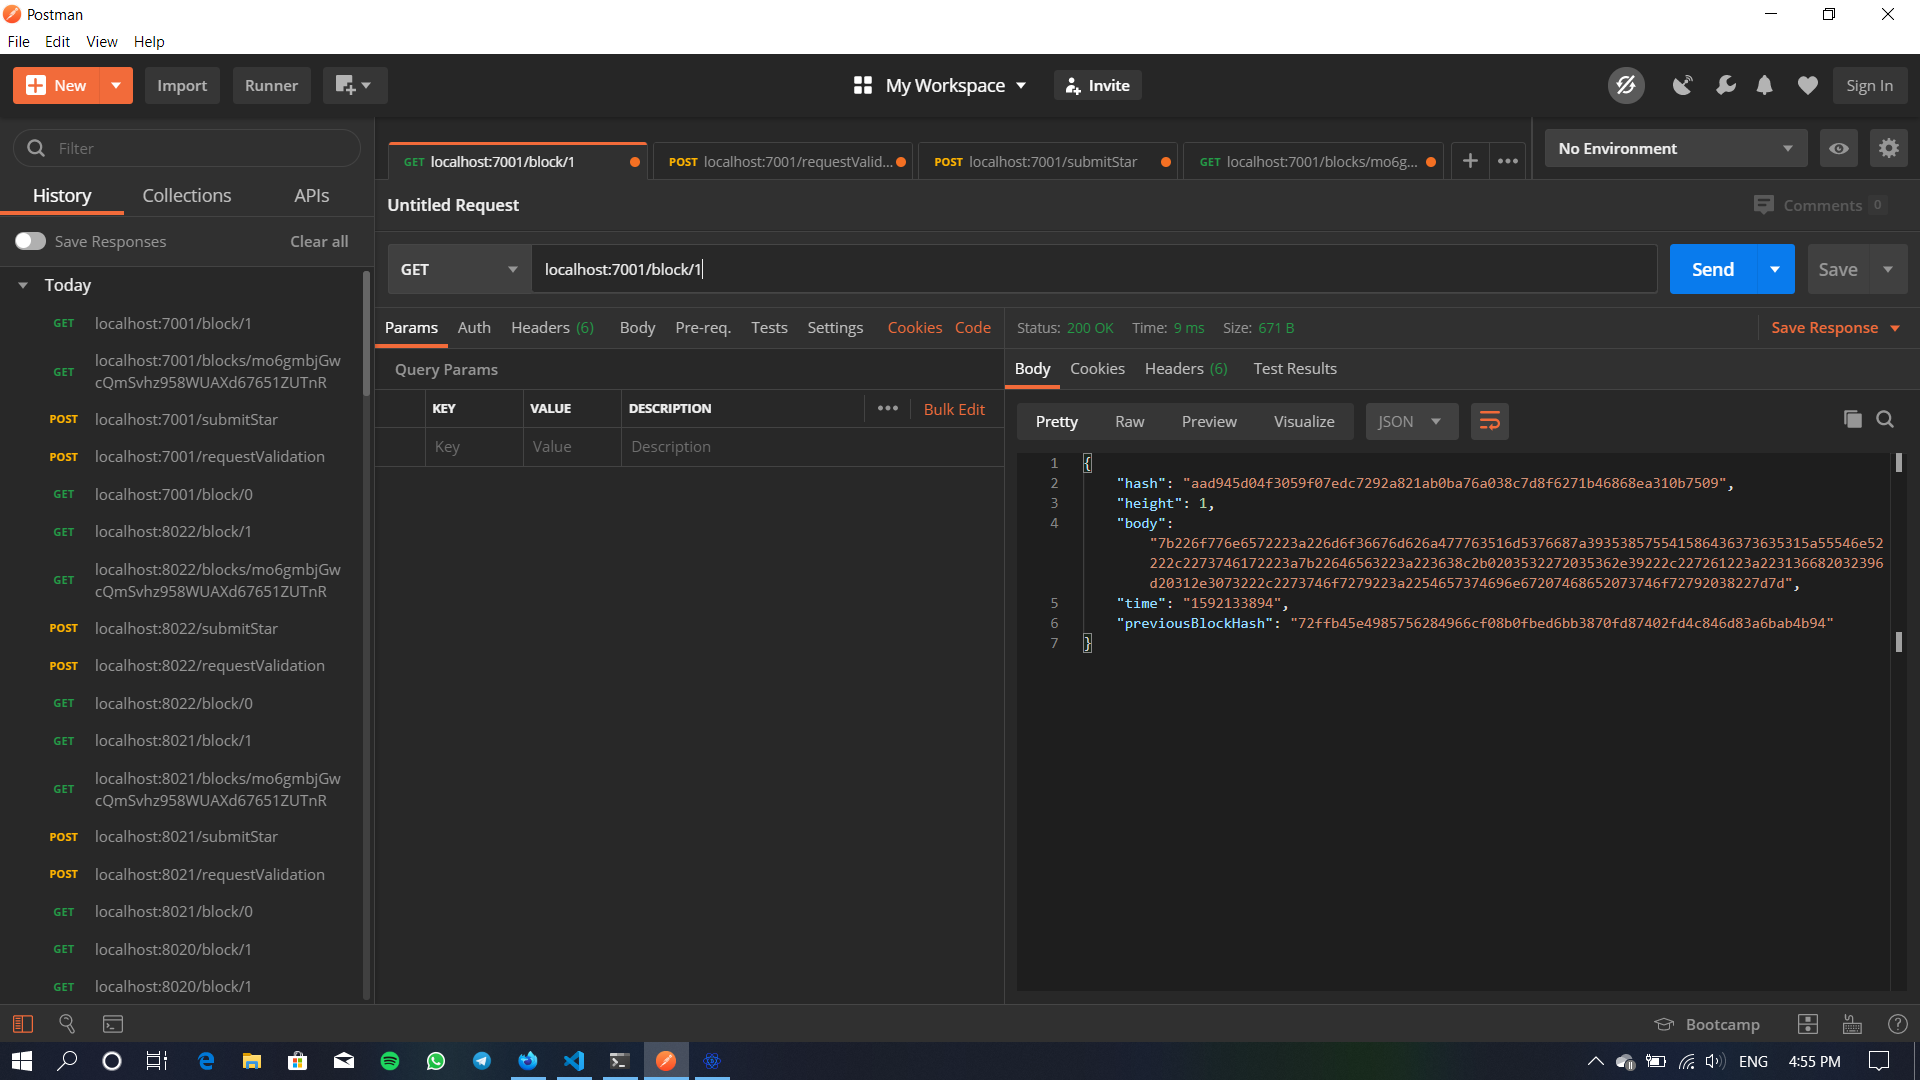 Postman
File Edit View Help
New Import Runner My Workspace Invite Sign In
Filter
History Collections APIs
Save Responses Clear all
Today
GET localhost:7001/block/1
GET localhost:7001/blocks/mo6gmbjGw
cQmSvhz958WUAXd67651ZUTnR
POST localhost:7001/submitStar
POST localhost:7001/requestValidation
GET localhost:7001/block/0
GET localhost:8022/block/1
GET localhost:8022/blocks/mo6gmbjGw
cQmSvhz958WUAXd67651ZUTnR
POST localhost:8022/submitStar
POST localhost:8022/requestValidation
GET localhost:8022/block/0
GET localhost:8021/block/1
GET localhost:8021/blocks/mo6gmbjGw
cQmSvhz958WUAXd67651ZUTnR
POST localhost:8021/submitStar
POST localhost:8021/requestValidation
GET localhost:8021/block/0
GET localhost:8020/block/1
GET localhost:8020/block/1
GET localhost:7001/block/1 POST localhost:7001/requestValid... POST localhost:7001/submitStar GET localhost:7001/blocks/mo6g... No Environment
Untitled Request Comments 0
GET localhost:7001/block/1 Send Save
Params Auth Headers (6) Body Pre-req. Tests Settings Cookies Code
Query Params
KEY VALUE DESCRIPTION Bulk Edit
Key Value Description
Status: 200 OK Time: 9 ms Size: 671 B Save Response
Body Cookies Headers (6) Test Results
Pretty Raw Preview Visualize JSON
1 {
2 "hash": "aad945d04f3059f07edc7292a821ab0ba76a038c7d8f6271b46868ea310b7509",
3 "height": 1,
4 "body":
"7b226f776e6572223a226d6f36676d626a477763516d5376687a393538575541586436373635315a55546e52
222c2273746172223a7b22646563223a223638c2b0203532272035362e39222c227261223a223136682032396
d20312e3073222c2273746f7279223a2254657374696e67207468652073746f72792038227d7d",
5 "time": "1592133894",
6 "previousBlockHash": "72ffb45e4985756284966cf08b0fbed6bb3870fd87402fd4c846d83a6bab4b94"
7 }
Bootcamp
ENG 4:55 PM